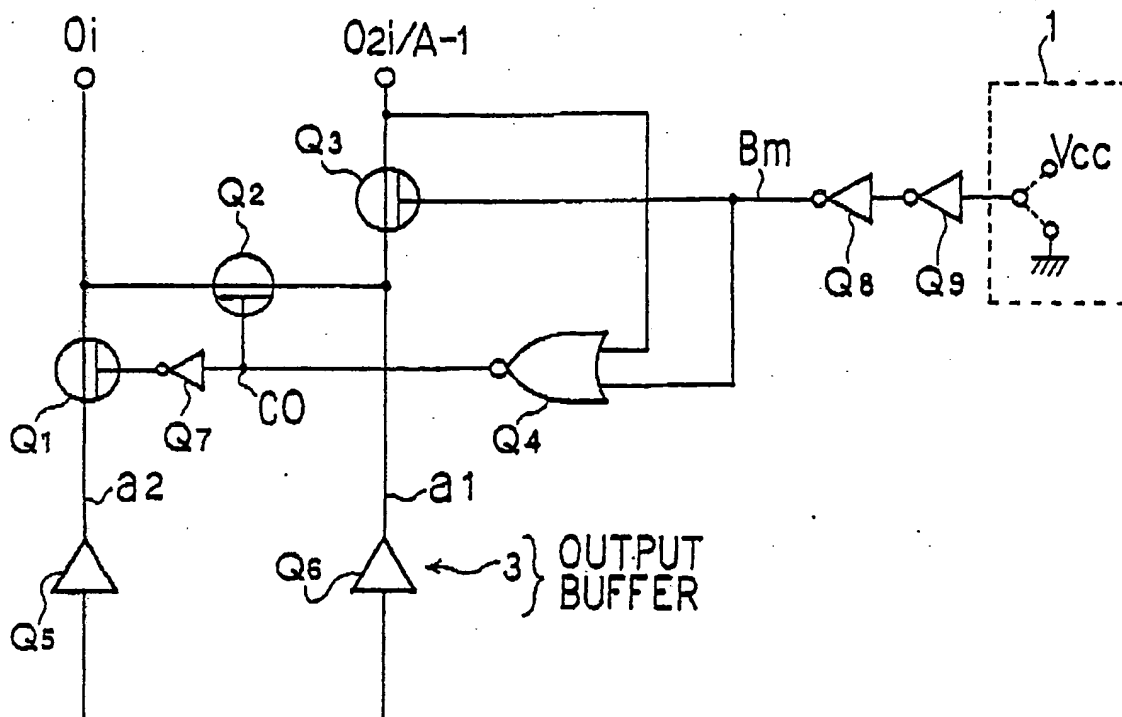 Oi
O2i/A-1
1
Q3
Bm
Vcc
Q2
Q8
Q9
Q1
Q7
CO
Q4
a2
a1
Q6
3
OUTPUT
BUFFER
Q5